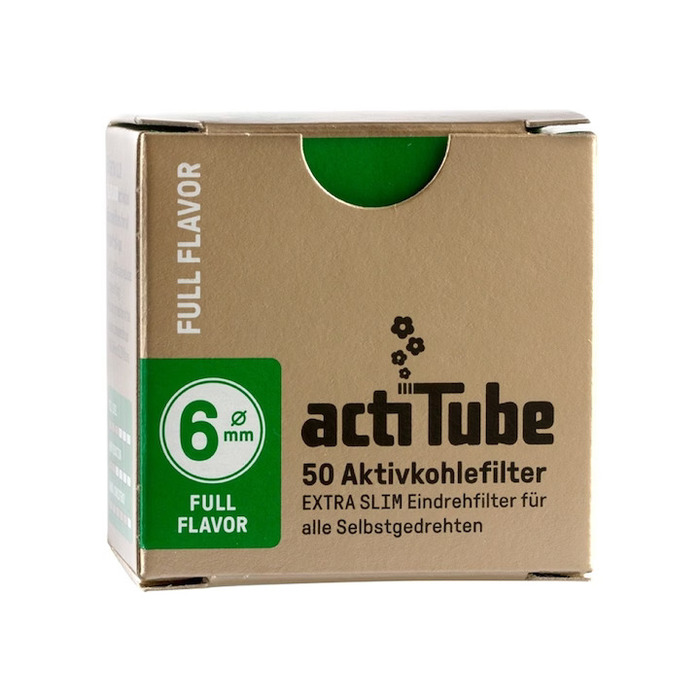 FULL FLAVOR
6 Ø
mm
FULL
FLAVOR
actiTube
50 Aktivkohlefilter
EXTRA SLIM Eindrehfilter für
alle Selbstgedrehten